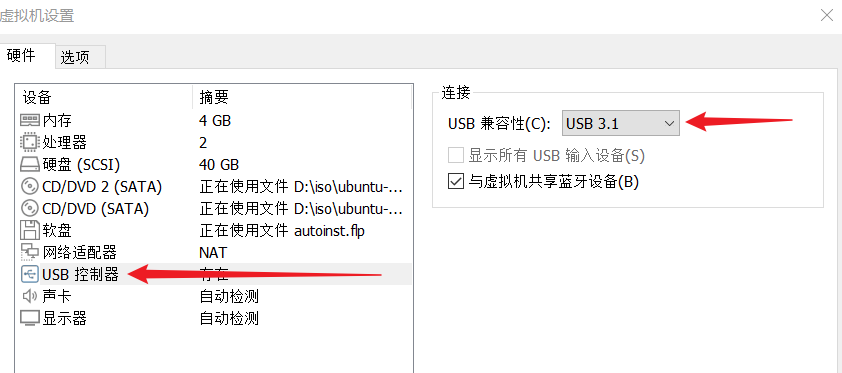 虚拟机设置
硬件 选项
设备 摘要
内存 4 GB
处理器 2
硬盘 (SCSI) 40 GB
CD/DVD 2 (SATA) 正在使用文件 D:\iso\ubuntu-...
CD/DVD (SATA) 正在使用文件 D:\iso\ubuntu-...
软盘 正在使用文件 autoinst.flp
网络适配器 NAT
USB 控制器 存在
声卡 自动检测
显示器 自动检测
连接
USB 兼容性(C): USB 3.1
显示所有 USB 输入设备(S)
与虚拟机共享蓝牙设备(B)